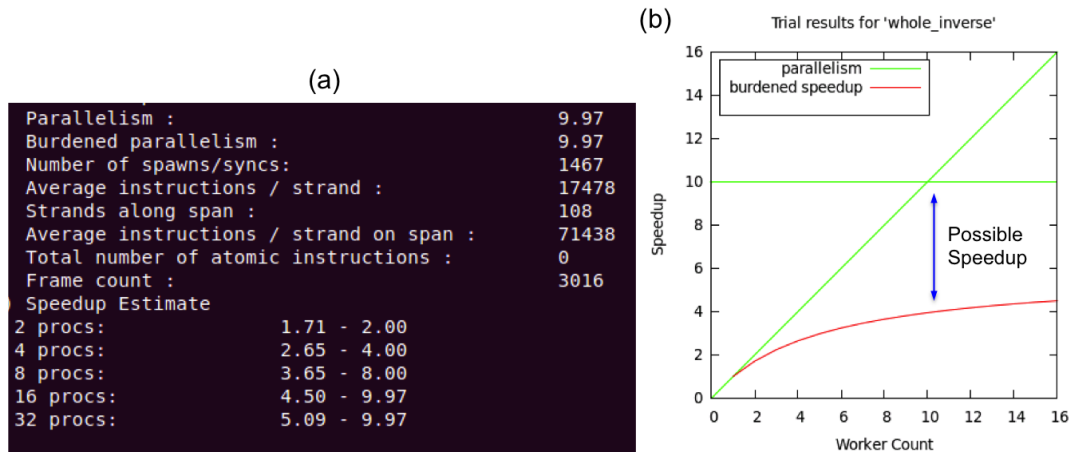 (a)
Parallelism : 9.97
Burdened parallelism : 9.97
Number of spawns/syncs: 1467
Average instructions / strand : 17478
Strands along span : 108
Average instructions / strand on span : 71438
Total number of atomic instructions : 0
Frame count : 3016
Speedup Estimate
2 procs: 1.71 - 2.00
4 procs: 2.65 - 4.00
8 procs: 3.65 - 8.00
16 procs: 4.50 - 9.97
32 procs: 5.09 - 9.97
(b)
Trial results for 'whole_inverse'
parallelism
burdened speedup
16
14
12
10
8
6
4
2
0
Speedup
Possible
Speedup
0 2 4 6 8 10 12 14 16
Worker Count